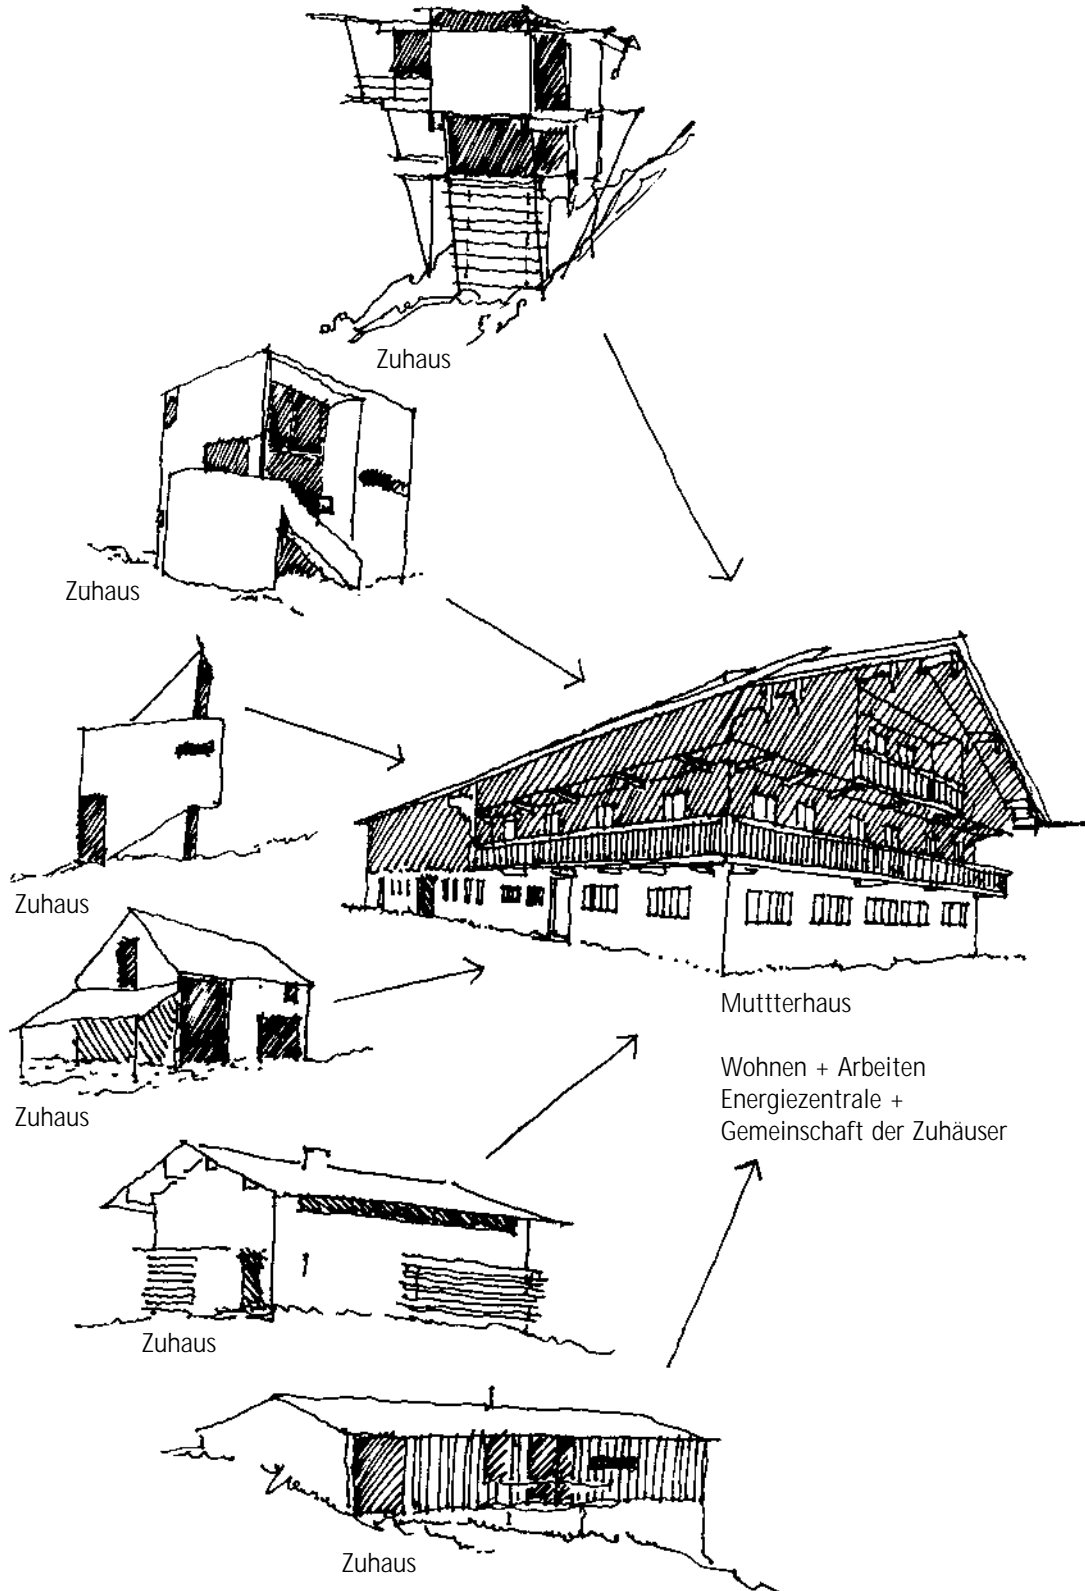 Zuhaus
Zuhaus
Zuhaus
Muttterhaus
Wohnen + Arbeiten
Energiezentrale +
Gemeinschaft der Zuhäuser
Zuhaus
Zuhaus
Zuhaus